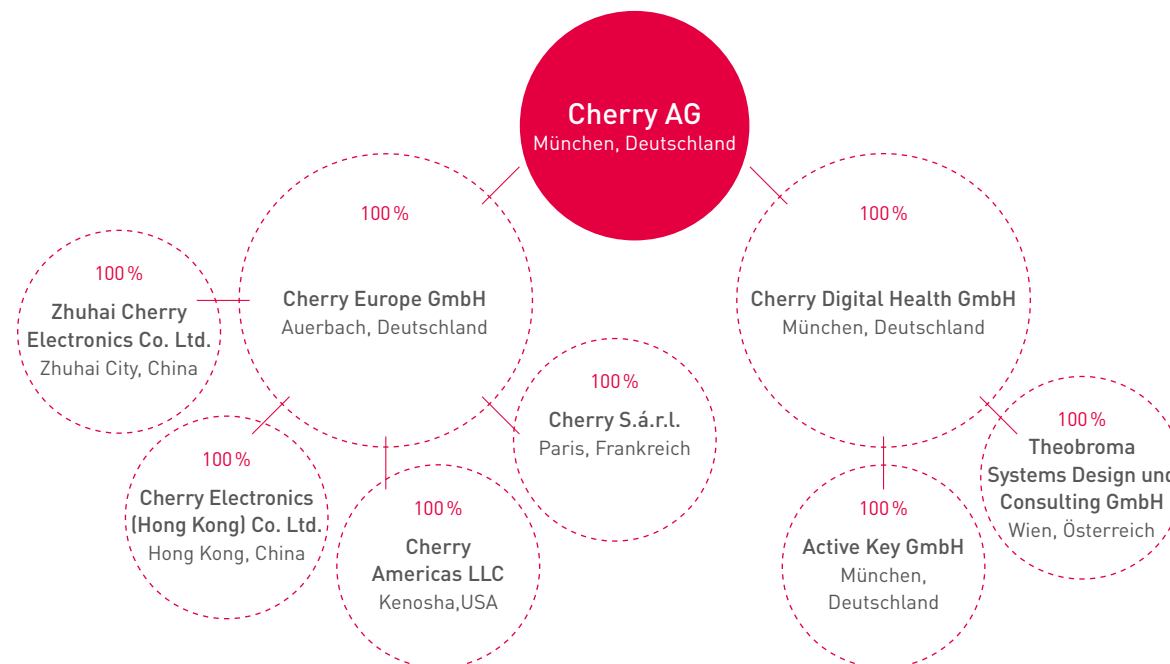 Cherry AG
München, Deutschland
100 %
Cherry Europe GmbH
Auerbach, Deutschland
100 %
Cherry Digital Health GmbH
München, Deutschland
100 %
Zhuhai Cherry
Electronics Co. Ltd.
Zhuhai City, China
100 %
Cherry Electronics
(Hong Kong) Co. Ltd.
Hong Kong, China
100 %
Cherry
Americas LLC
Kenosha,USA
100 %
Cherry S.á.r.l.
Paris, Frankreich
100 %
Active Key GmbH
München,
Deutschland
100 %
Theobroma
Systems Design und
Consulting GmbH
Wien, Österreich